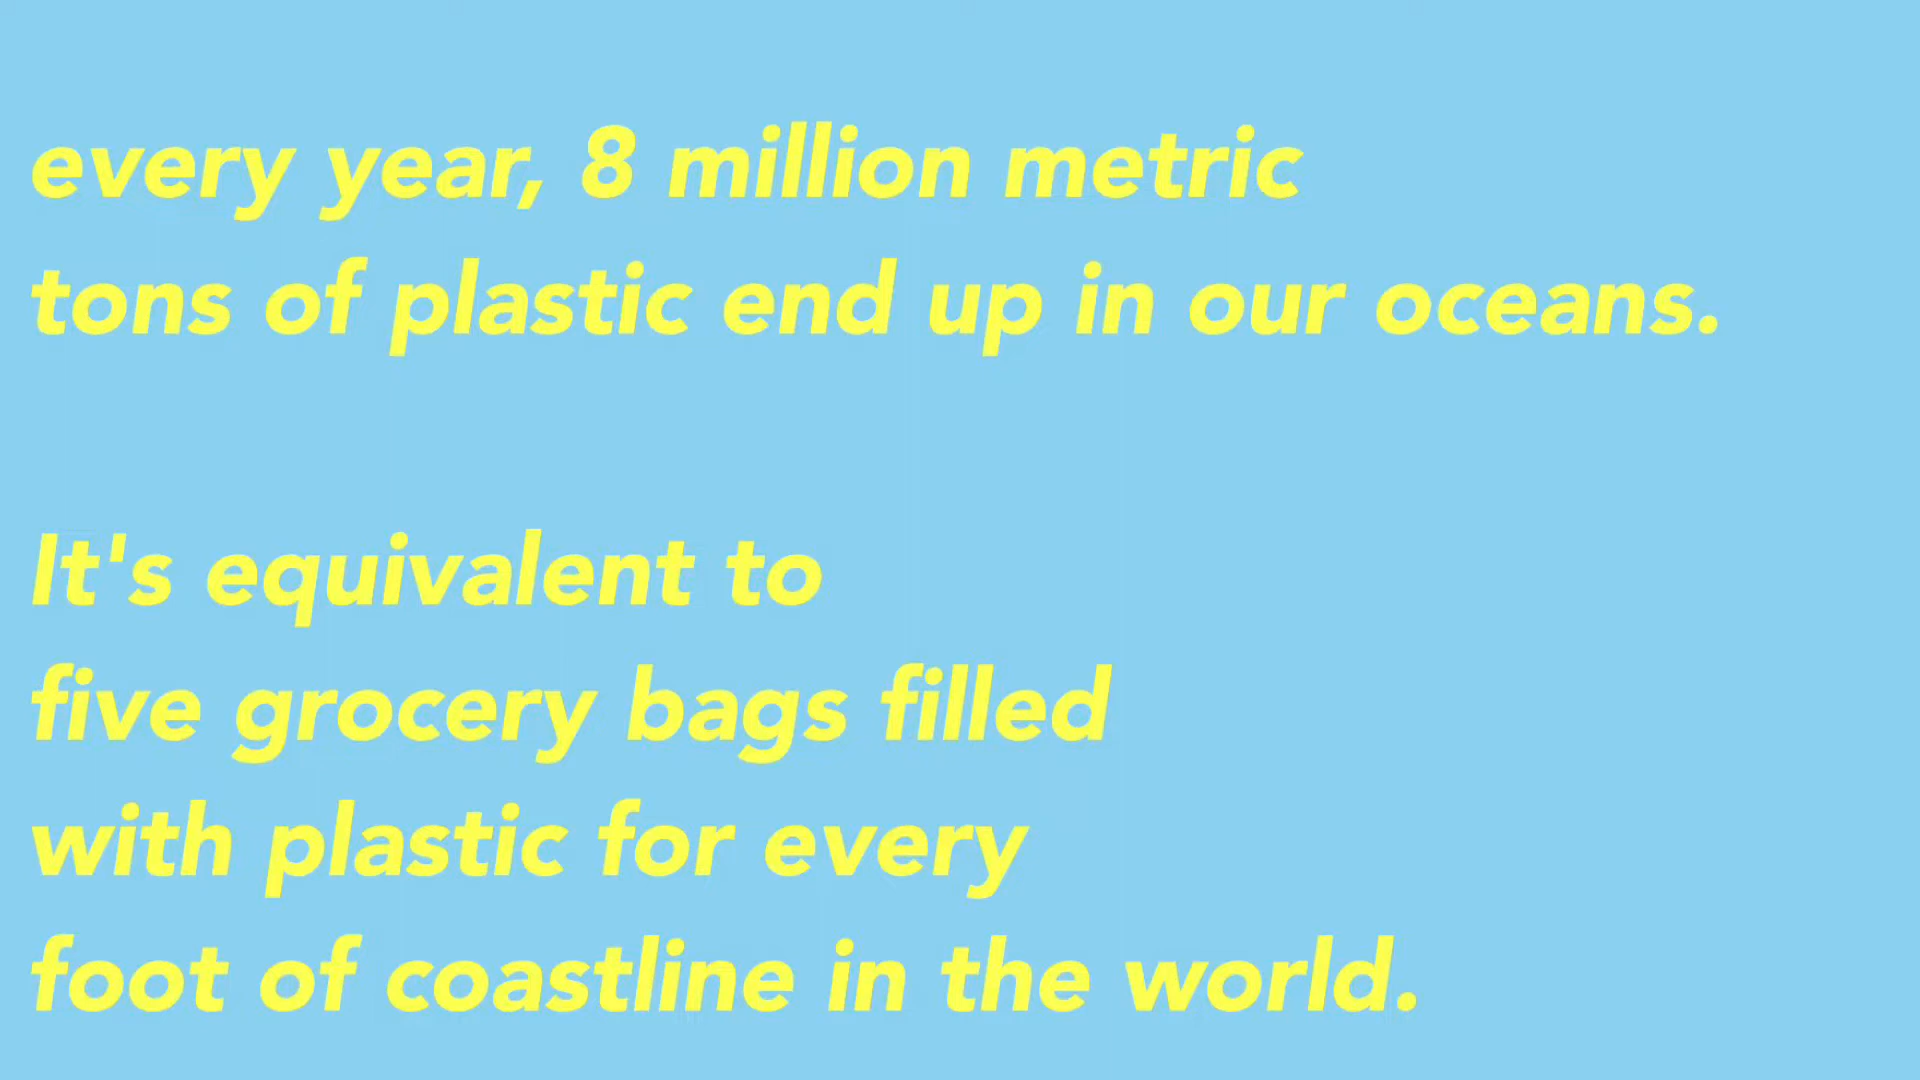 every year, 8 million metric
tons of plastic end up in our oceans.
It's equivalent to
five grocery bags filled
with plastic for every
foot of coastline in the world.